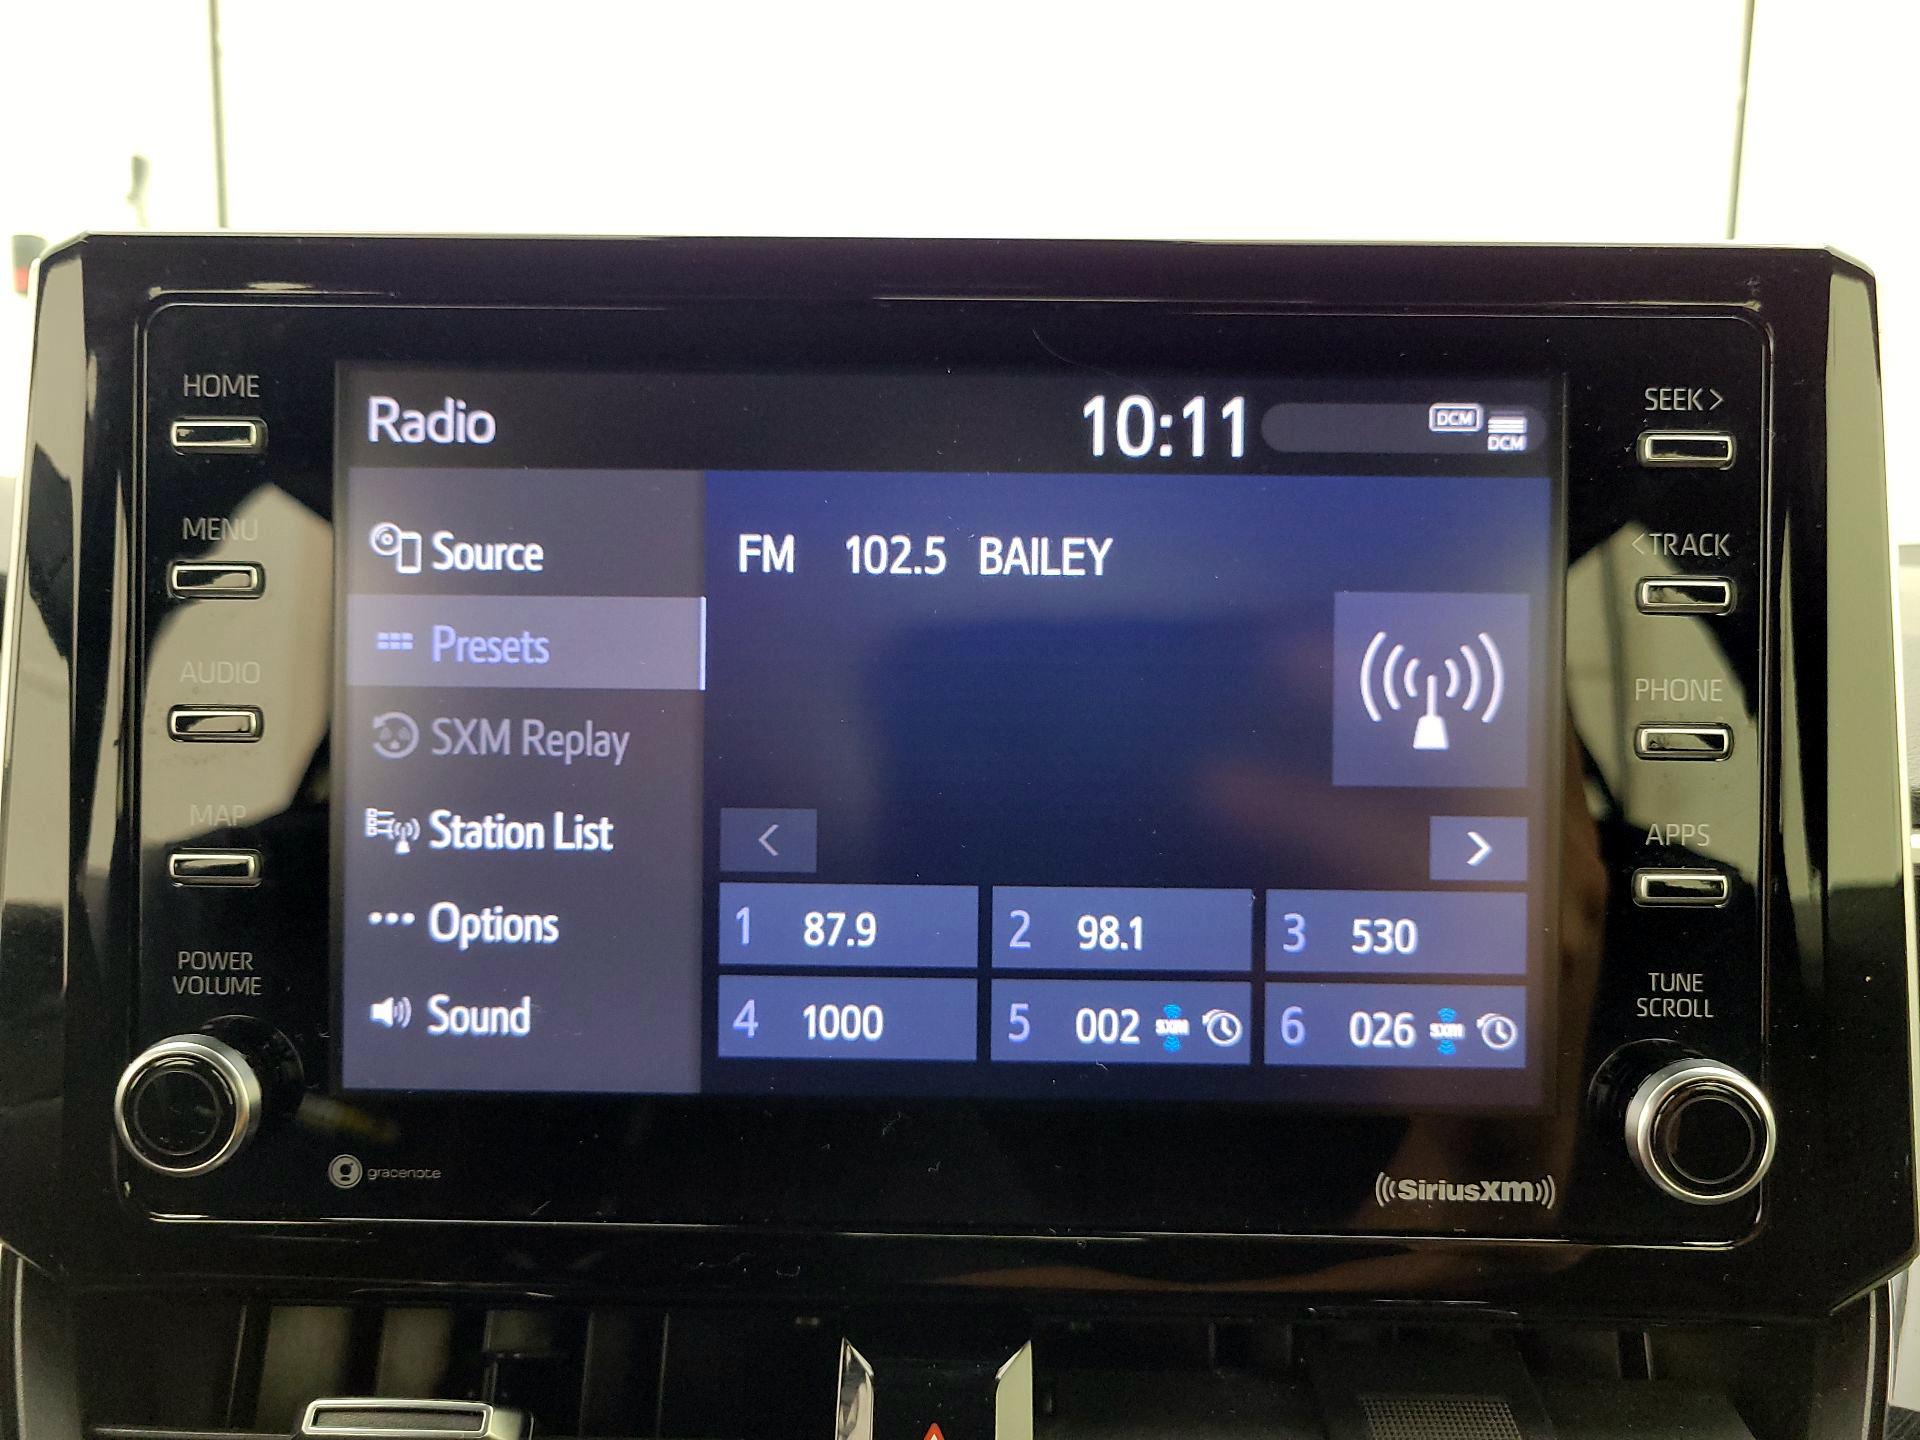 HOME
MENU
AUDIO
MAP
POWER
VOLUME
Radio
10:11
DCM
DCM
Source
Presets
SXM Replay
Station List
Options
Sound
FM 102.5 BAILEY
<
>
1 87.9
2 98.1
3 530
4 1000
5 002 SXM
6 026 SXM
SEEK >
< TRACK
PHONE
APPS
TUNE
SCROLL
gracenote
SiriusXM